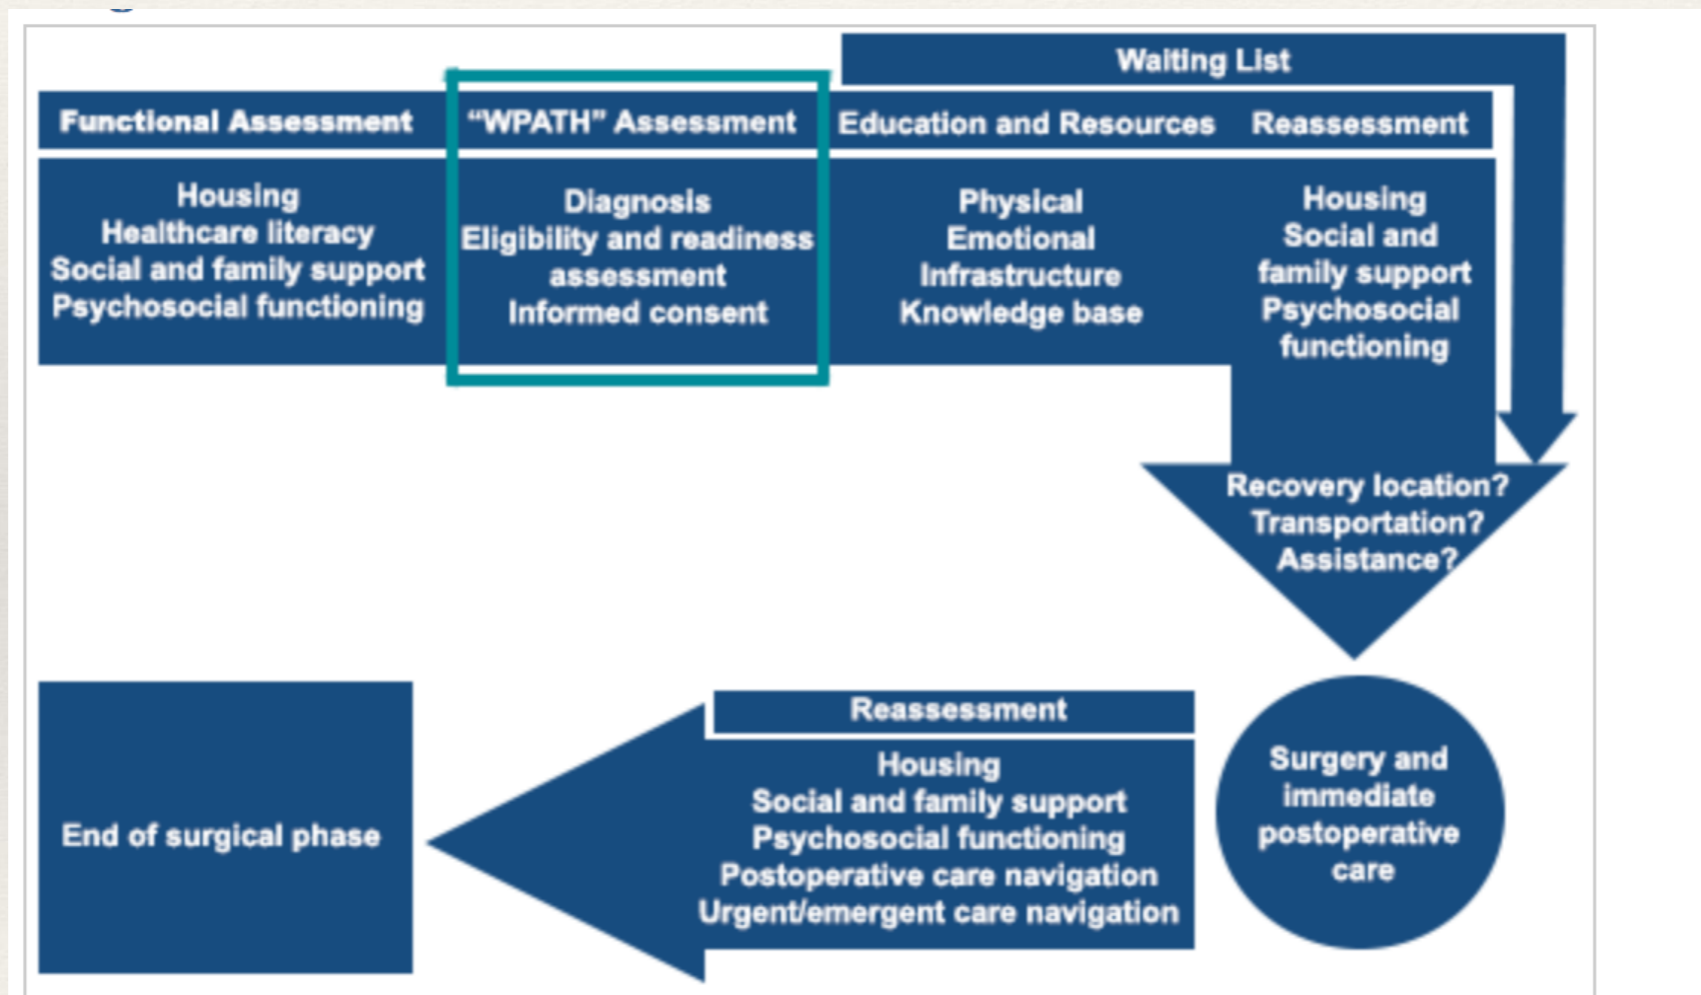 Waiting List
Functional Assessment
“WPATH” Assessment
Education and Resources
Reassessment
Housing
Healthcare literacy
Social and family support
Psychosocial functioning
Diagnosis
Eligibility and readiness
assessment
Informed consent
Physical
Emotional
Infrastructure
Knowledge base
Housing
Social and
family support
Psychosocial
functioning
Recovery location?
Transportation?
Assistance?
Surgery and
immediate
postoperative
care
Reassessment
Housing
Social and family support
Psychosocial functioning
Postoperative care navigation
Urgent/emergent care navigation
End of surgical phase